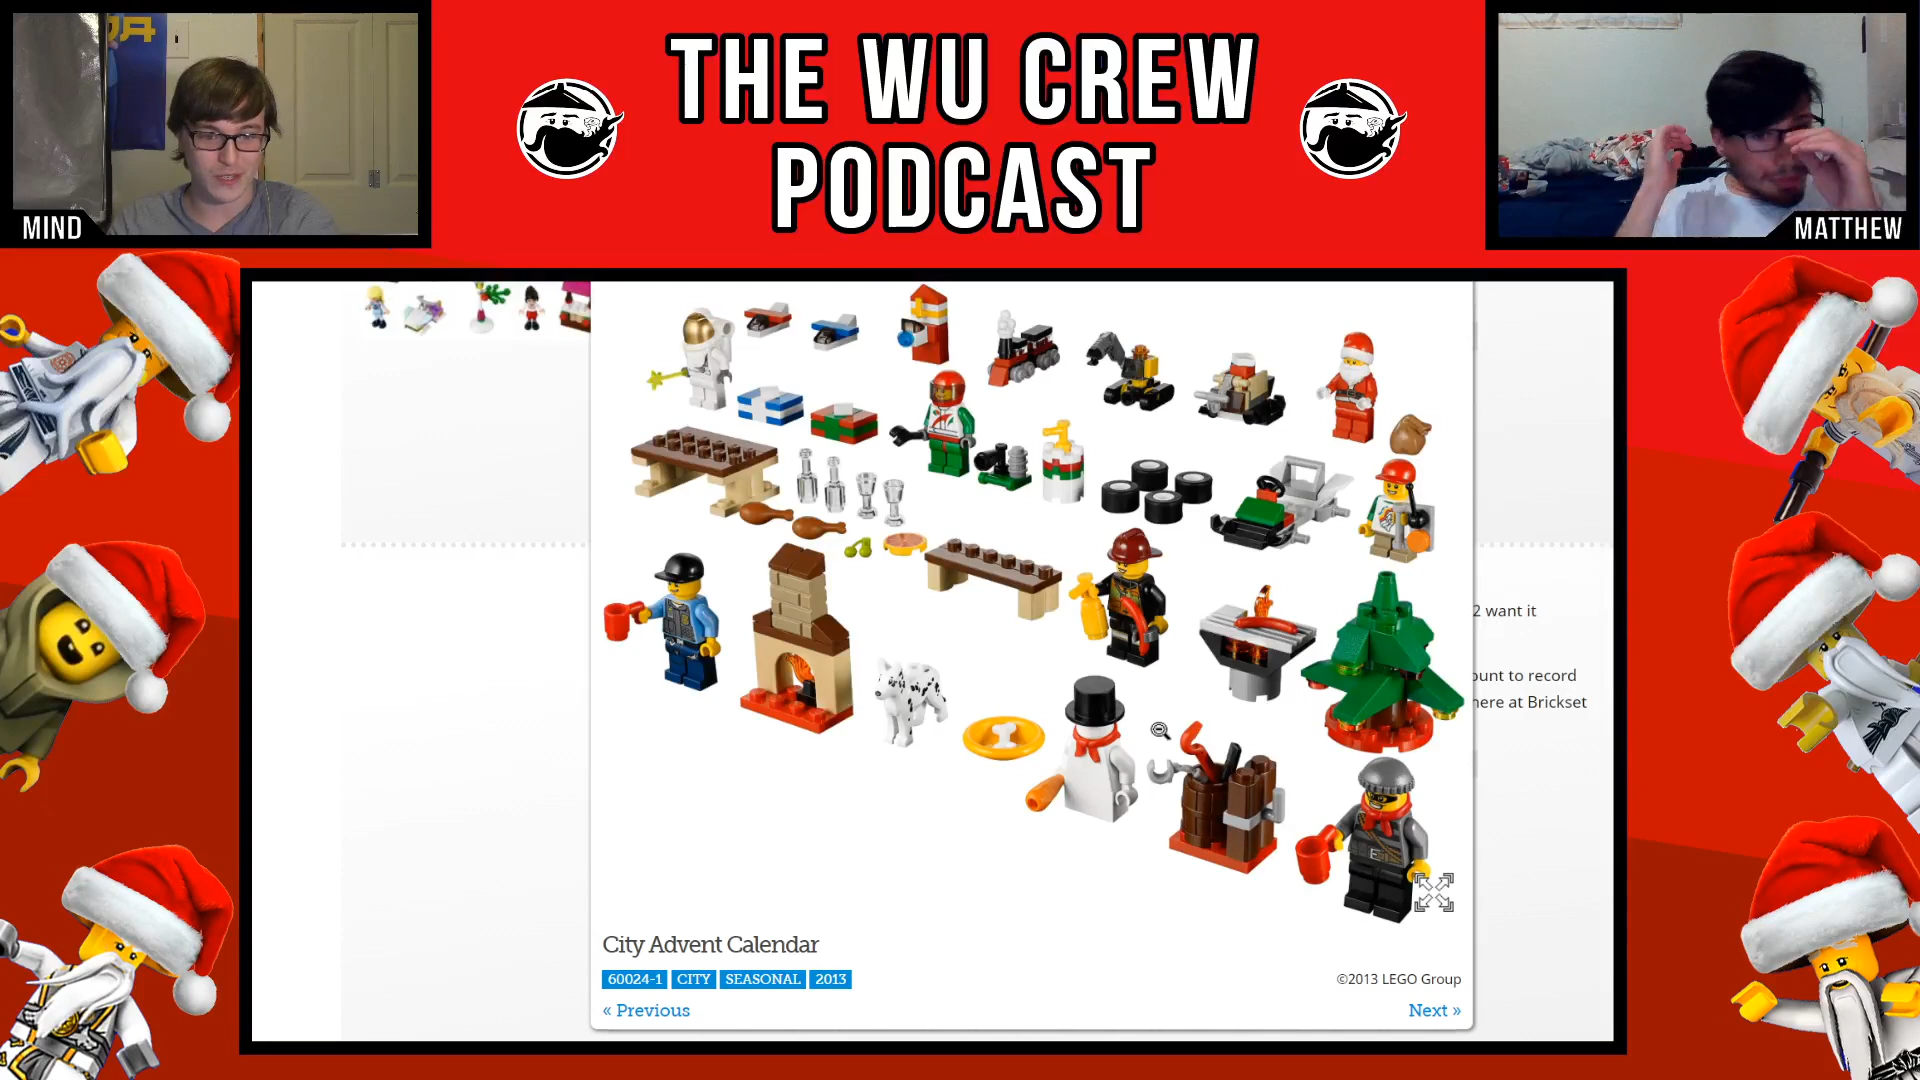 THE WU CREW
PODCAST
MIND
MATTHEW
2 want it
ount to record
here at Brickset
City Advent Calendar
60024-1 CITY SEASONAL 2013
©2013 LEGO Group
« Previous
Next »